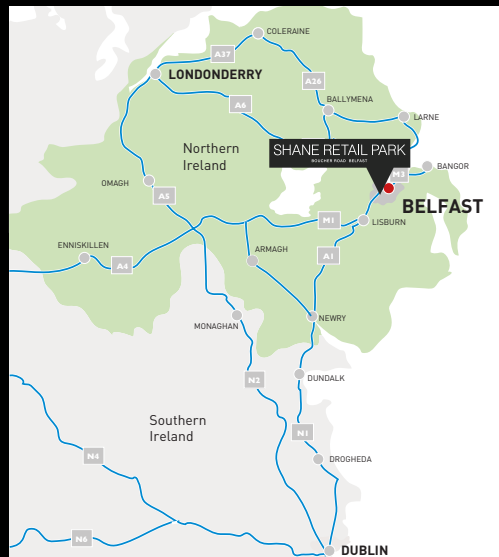 COLERAINE
A37
LONDONDERRY
A26
A6
BALLYMENA
LARNE
Northern
Ireland
SHANE RETAIL PARK
BOUCHER ROAD BELFAST
BANGOR
M3
OMAGH
A5
BELFAST
M1
LISBURN
ENNISKILLEN
A4
ARMAGH
A1
MONAGHAN
NEWRY
N2
DUNDALK
Southern
Ireland
N1
N4
DROGHEDA
N6
DUBLIN